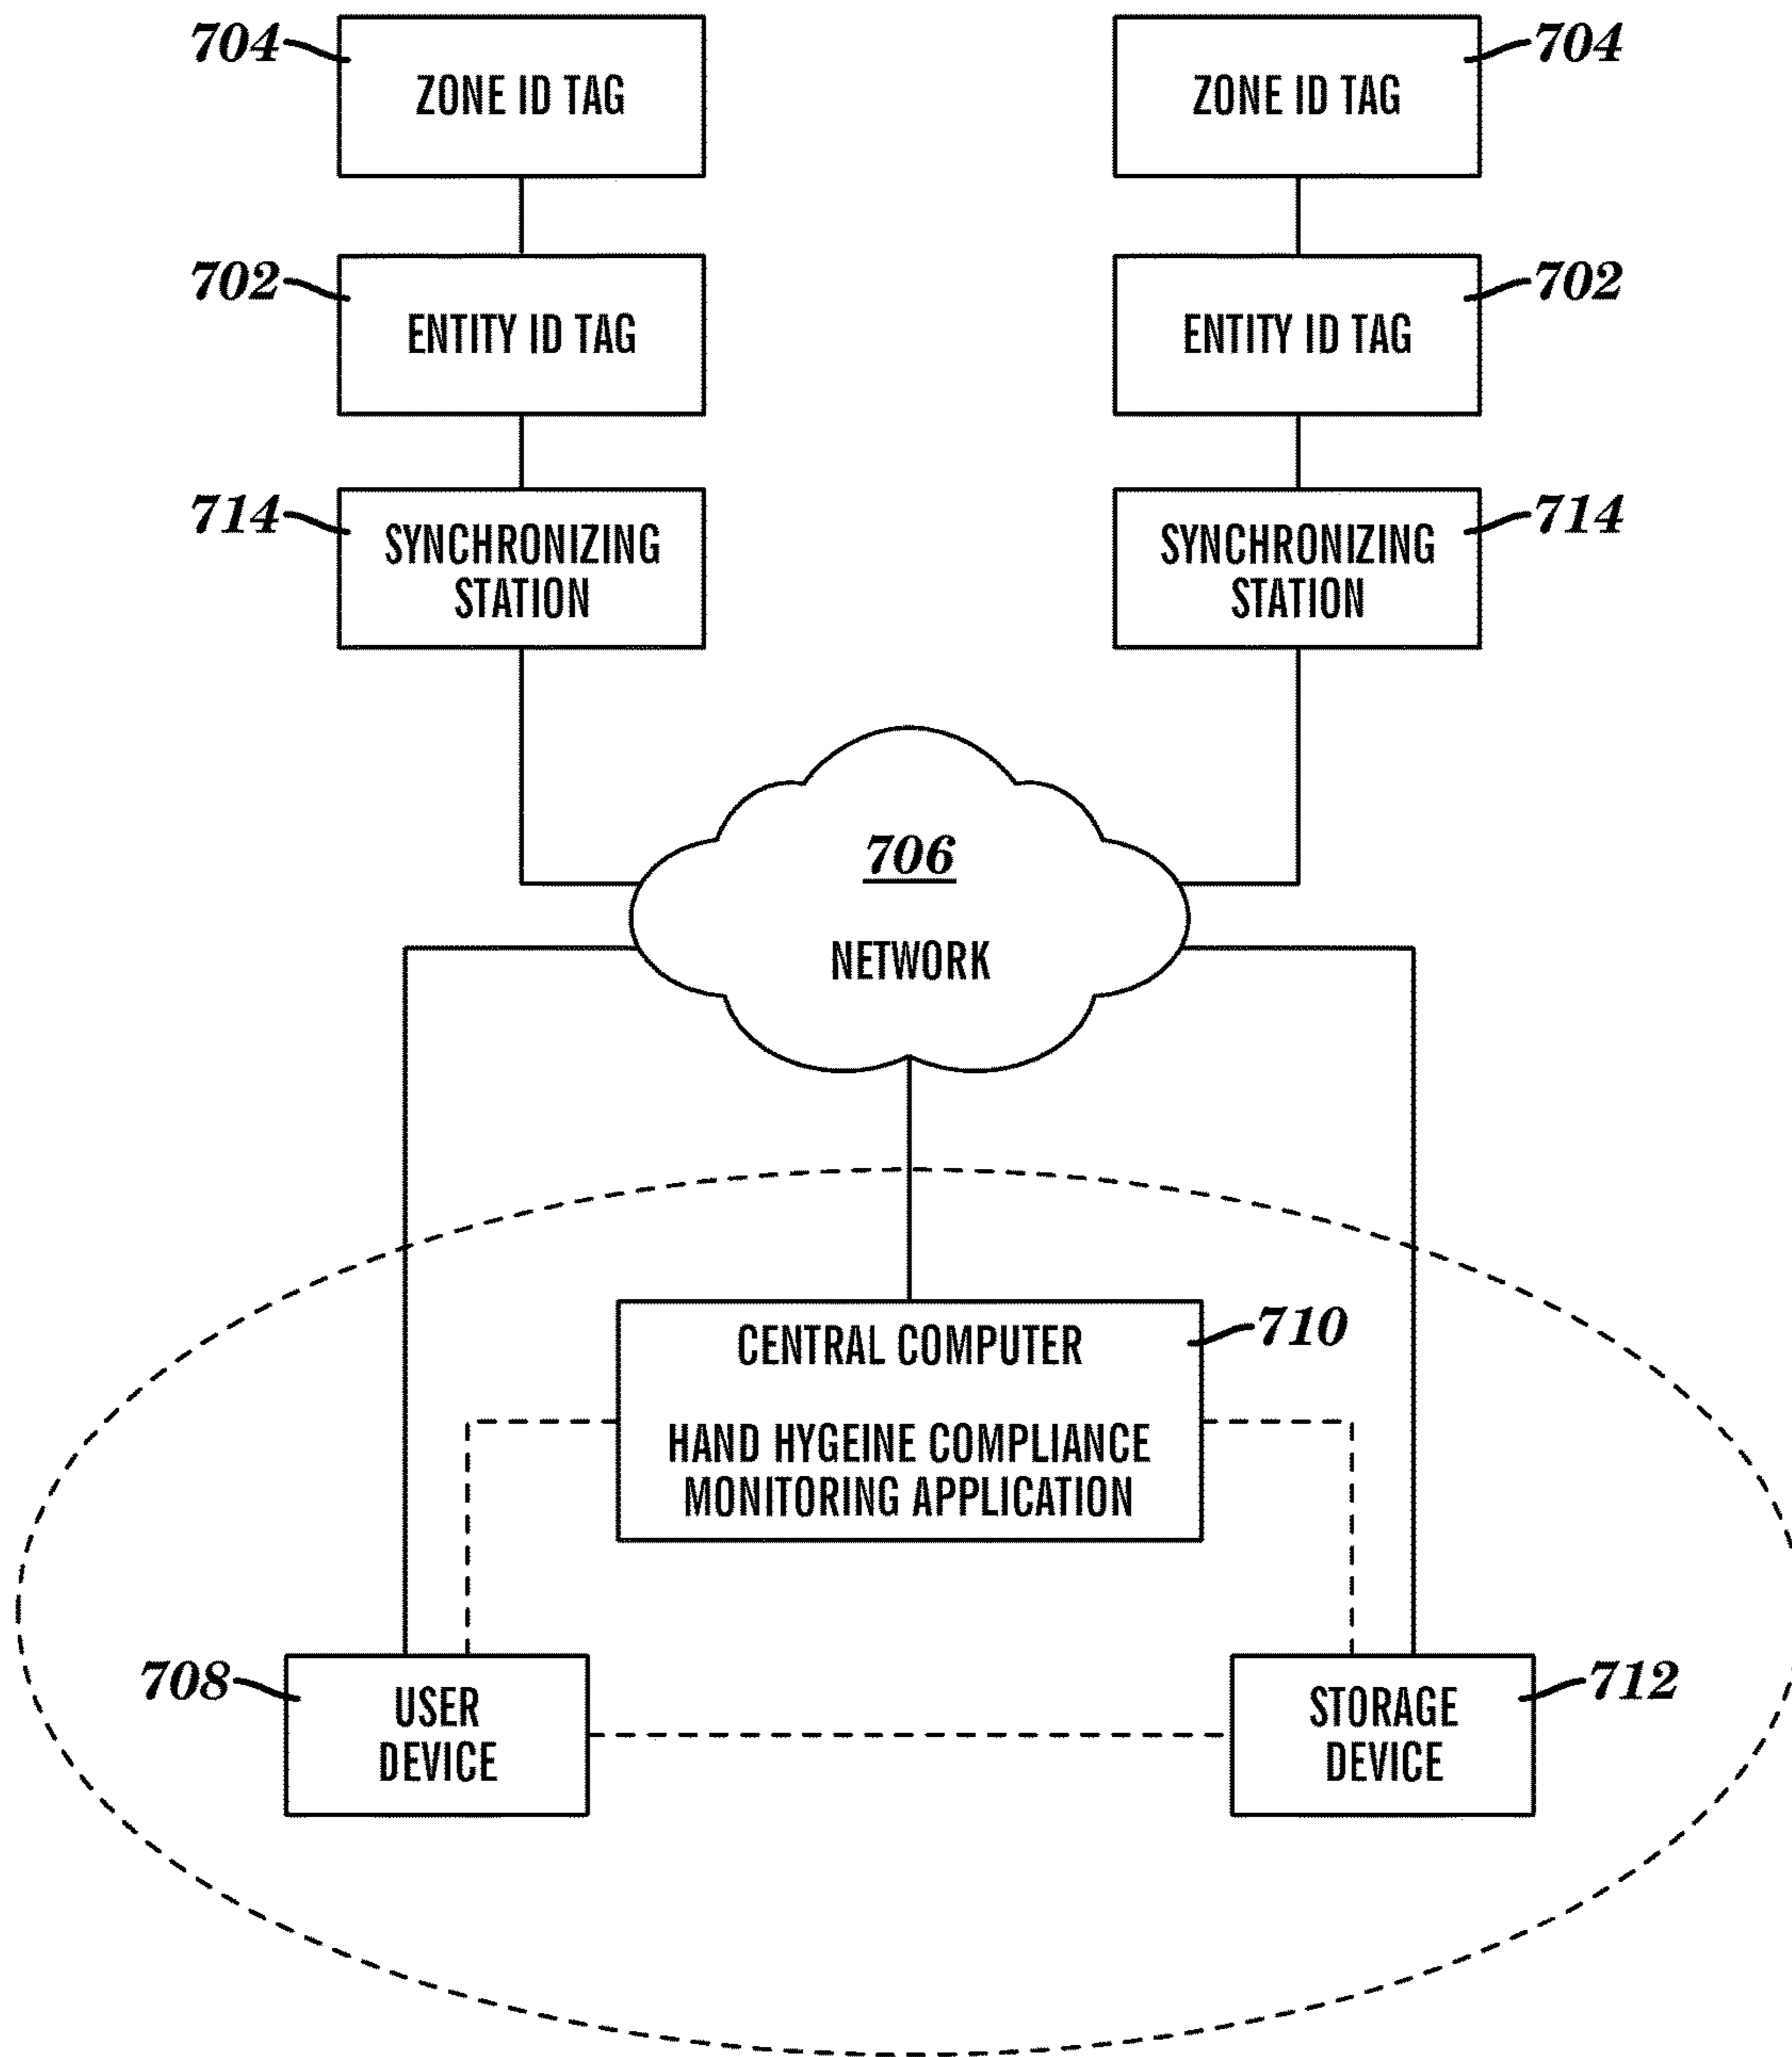 704
ZONE ID TAG
704
ZONE ID TAG
702
ENTITY ID TAG
702
ENTITY ID TAG
714
SYNCHRONIZING
STATION
714
SYNCHRONIZING
STATION
706
NETWORK
710
CENTRAL COMPUTER
HAND HYGEINE COMPLIANCE
MONITORING APPLICATION
708
USER
DEVICE
712
STORAGE
DEVICE